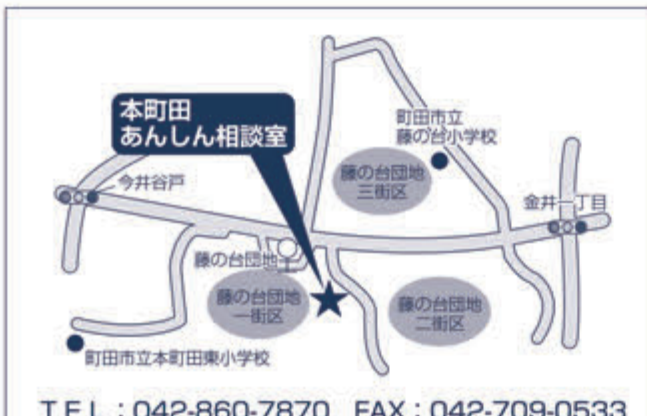 本町田
あんしん相談室
町田市立
藤の台小学校
今井谷戸
藤の台団地
三街区
金井一丁目
藤の台団地
藤の台団地
一街区
藤の台団地
二街区
町田市立本町田東小学校
TEL：042-860-7870 FAX：042-709-0533